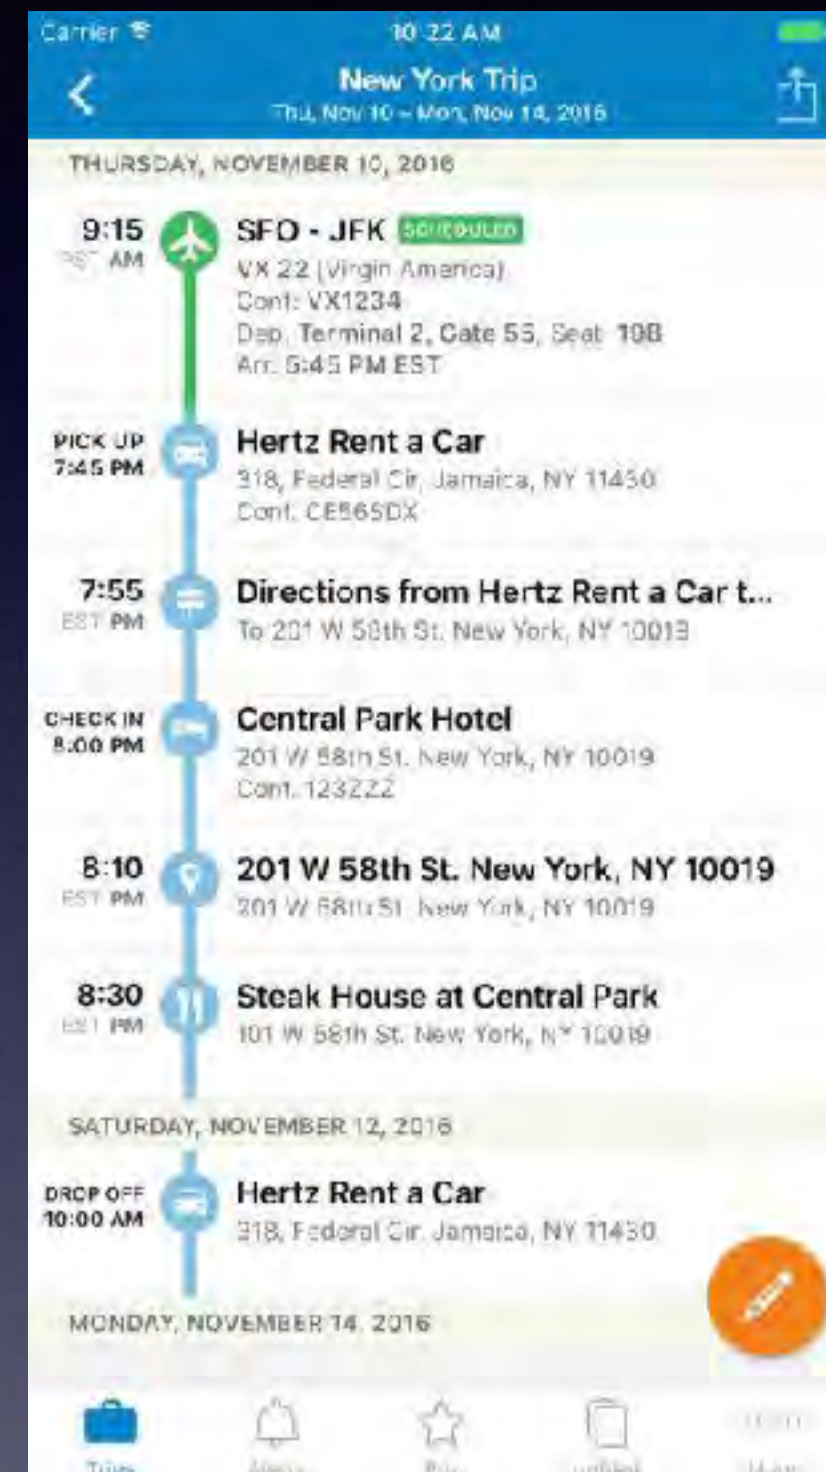 Carrier
10:22 AM
New York Trip
Thu, Nov 10 – Mon, Nov 14, 2016
THURSDAY, NOVEMBER 10, 2016
9:15
PST AM
SFO - JFK SCHEDULED
VX 22 (Virgin America)
Conf: VX1234
Dep. Terminal 2, Gate 55, Seat: 19B
Arr. 5:45 PM EST
PICK UP
7:45 PM
Hertz Rent a Car
318, Federal Cir, Jamaica, NY 11430
Conf. CE565DX
7:55
EST PM
Directions from Hertz Rent a Car t...
To 201 W 58th St. New York, NY 10019
CHECK IN
8:00 PM
Central Park Hotel
201 W 58th St. New York, NY 10019
Conf. 123ZZZ
8:10
EST PM
201 W 58th St. New York, NY 10019
201 W 58th St. New York, NY 10019
8:30
EST PM
Steak House at Central Park
101 W 58th St. New York, NY 10019
SATURDAY, NOVEMBER 12, 2016
DROP OFF
10:00 AM
Hertz Rent a Car
318, Federal Cir, Jamaica, NY 11430
MONDAY, NOVEMBER 14, 2016
Trips